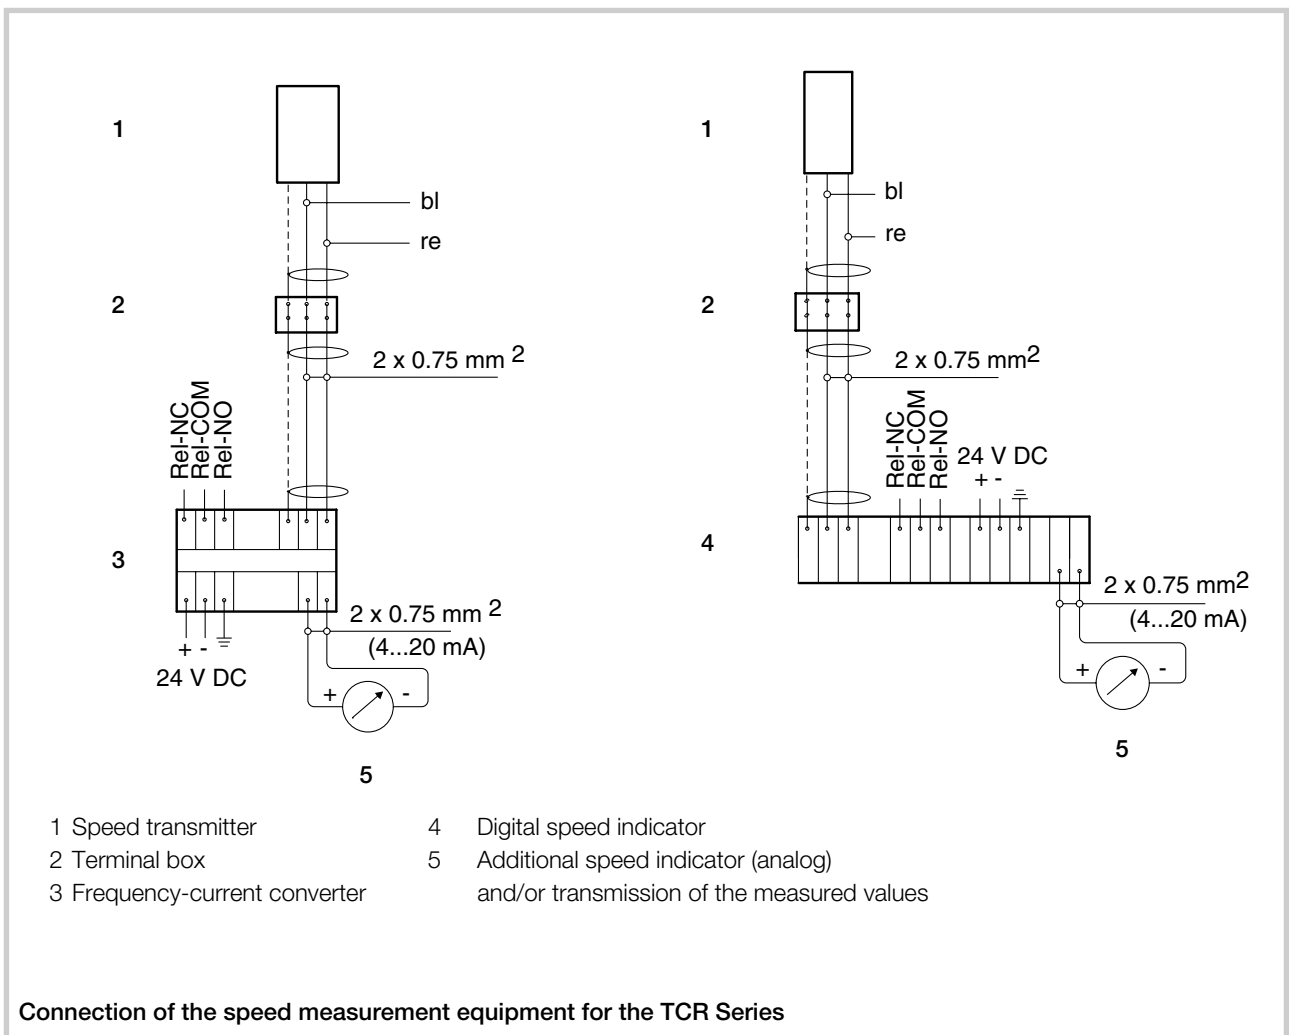 1
bl
re
2
2 x 0.75 mm 2
Rel-NC
Rel-COM
Rel-NO
3
2 x 0.75 mm 2
(4...20 mA)
+ -
24 V DC
+ -
5
1
bl
re
2
2 x 0.75 mm2
Rel-NC
Rel-COM
Rel-NO
24 V DC
+ -
4
2 x 0.75 mm2
(4...20 mA)
+ -
5
1 Speed transmitter
2 Terminal box
3 Frequency-current converter
4 Digital speed indicator
5 Additional speed indicator (analog)
and/or transmission of the measured values
Connection of the speed measurement equipment for the TCR Series